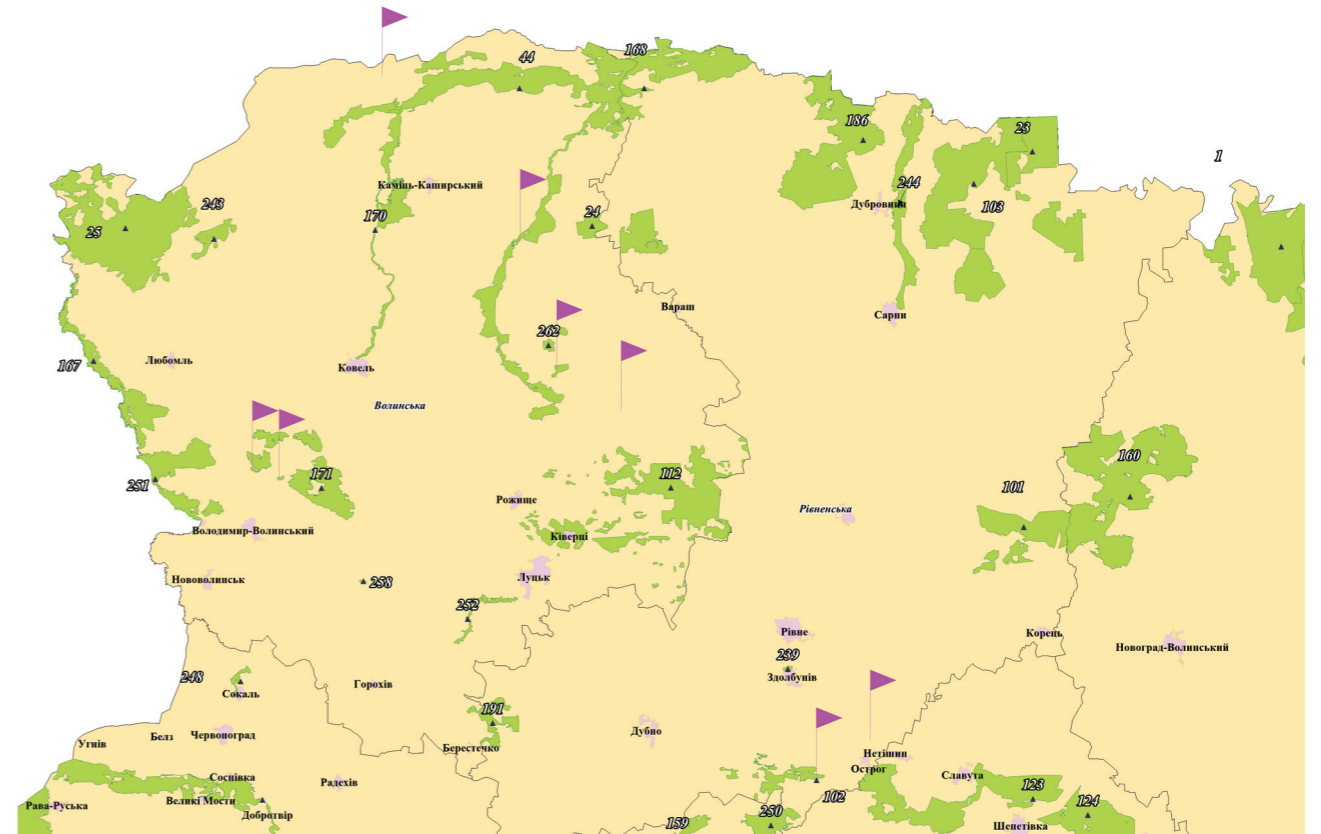 44
168
186
23
1
Камінь-Каширський
243
25
170
24
244
Дубровиця
103
Вараш
Сарни
262
167
Любомль
Ковель
Волинська
160
171
112
251
101
Рожище
Рівненська
Володимир-Волинський
Ківерці
Нововолинськ
258
Луцьк
252
Рівне
Корець
Новоград-Волинський
239
Здолбунів
248
Сокаль
Горохів
191
Дубно
Угнів
Белз
Червоноград
Берестечко
Нетішин
Острог
Славута
Соснівка
Радехів
Рава-Руська
Великі Мости
Добротвір
102
123
124
159
250
Шепетівка